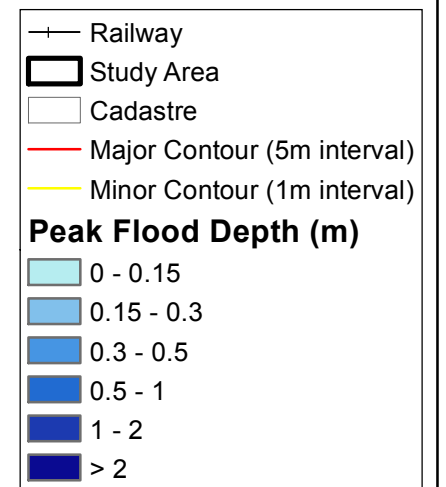 Railway
Study Area
Cadastre
Major Contour (5m interval)
Minor Contour (1m interval)
Peak Flood Depth (m)
0 - 0.15
0.15 - 0.3
0.3 - 0.5
0.5 - 1
1 - 2
> 2